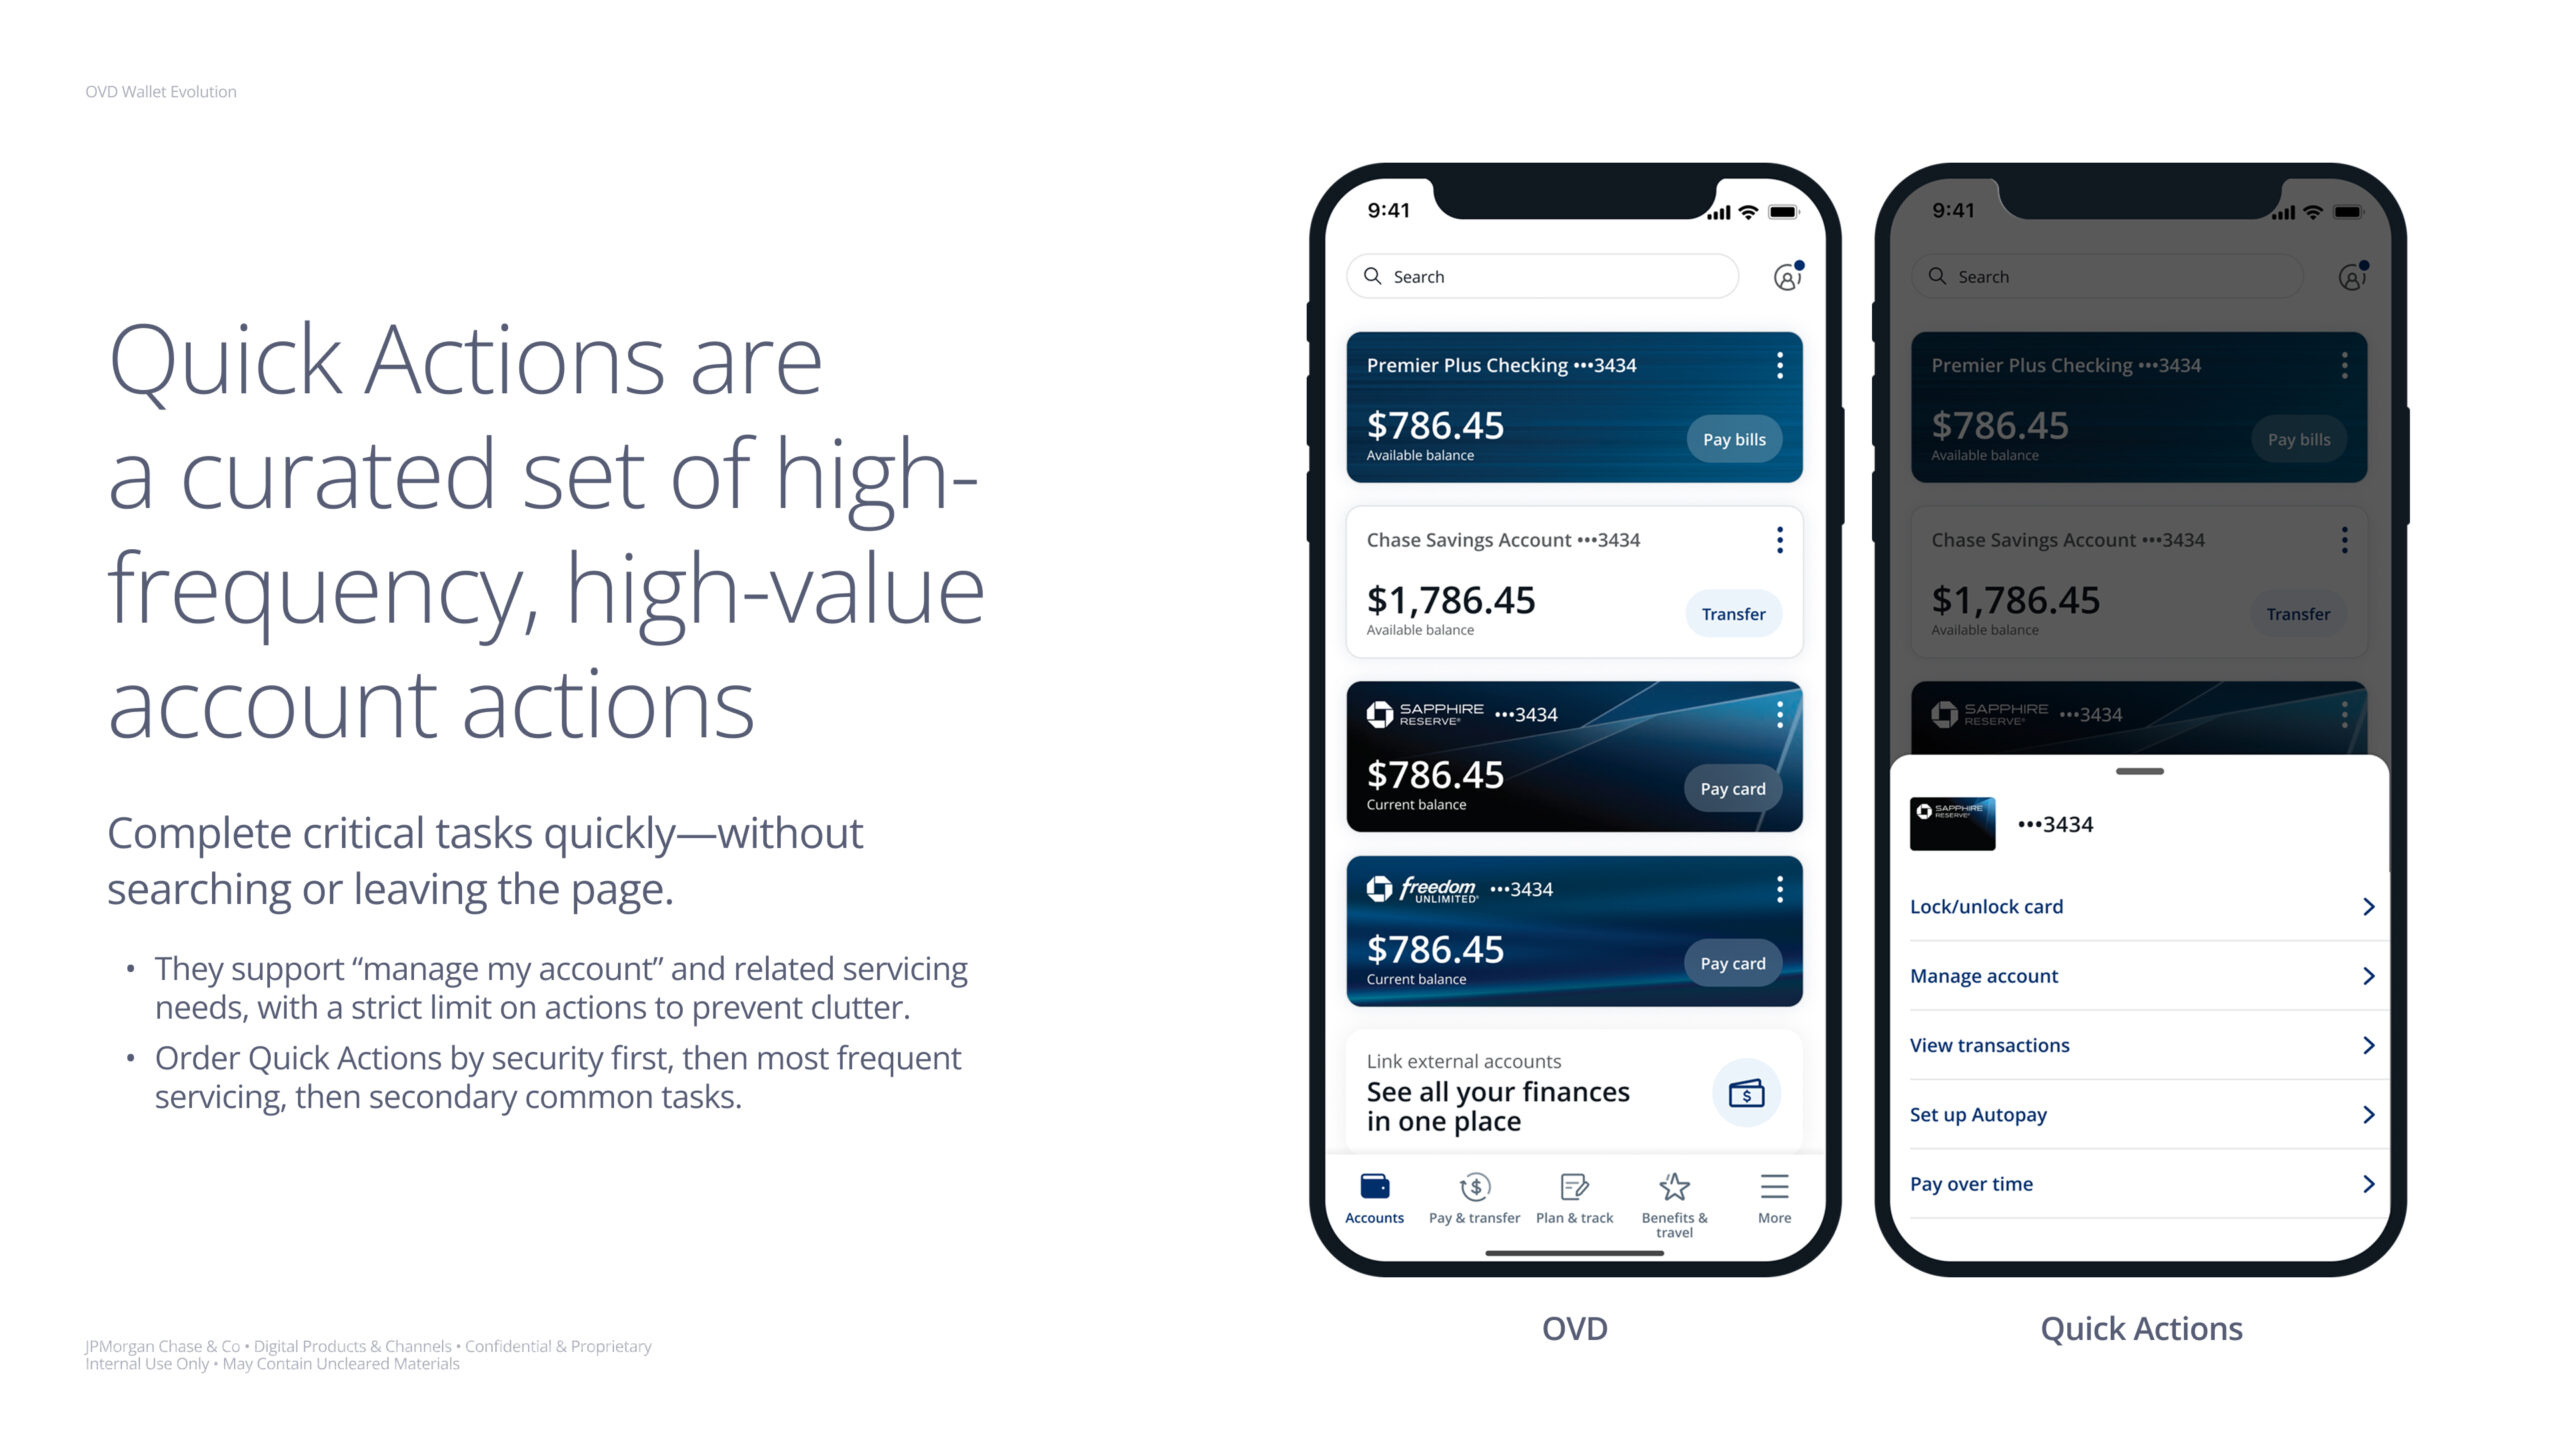 OVD Wallet Evolution
Quick Actions are
a curated set of high-
frequency, high-value
account actions
Complete critical tasks quickly—without
searching or leaving the page.
• They support “manage my account” and related servicing
needs, with a strict limit on actions to prevent clutter.
• Order Quick Actions by security first, then most frequent
servicing, then secondary common tasks.
JPMorgan Chase & Co • Digital Products & Channels • Confidential & Proprietary
Internal Use Only • May Contain Uncleared Materials
9:41
Search
Premier Plus Checking •••3434
$786.45
Available balance
Pay bills
Chase Savings Account •••3434
$1,786.45
Available balance
Transfer
SAPPHIRE
RESERVE® •••3434
$786.45
Current balance
Pay card
freedom
UNLIMITED® •••3434
$786.45
Current balance
Pay card
Link external accounts
See all your finances
in one place
$
Accounts
$
Pay & transfer
Plan & track
Benefits &
travel
More
OVD
9:41
Search
Premier Plus Checking •••3434
$786.45
Available balance
Pay bills
Chase Savings Account •••3434
$1,786.45
Available balance
Transfer
SAPPHIRE
RESERVE® •••3434
SAPPHIRE
RESERVE®
•••3434
Lock/unlock card
Manage account
View transactions
Set up Autopay
Pay over time
Quick Actions